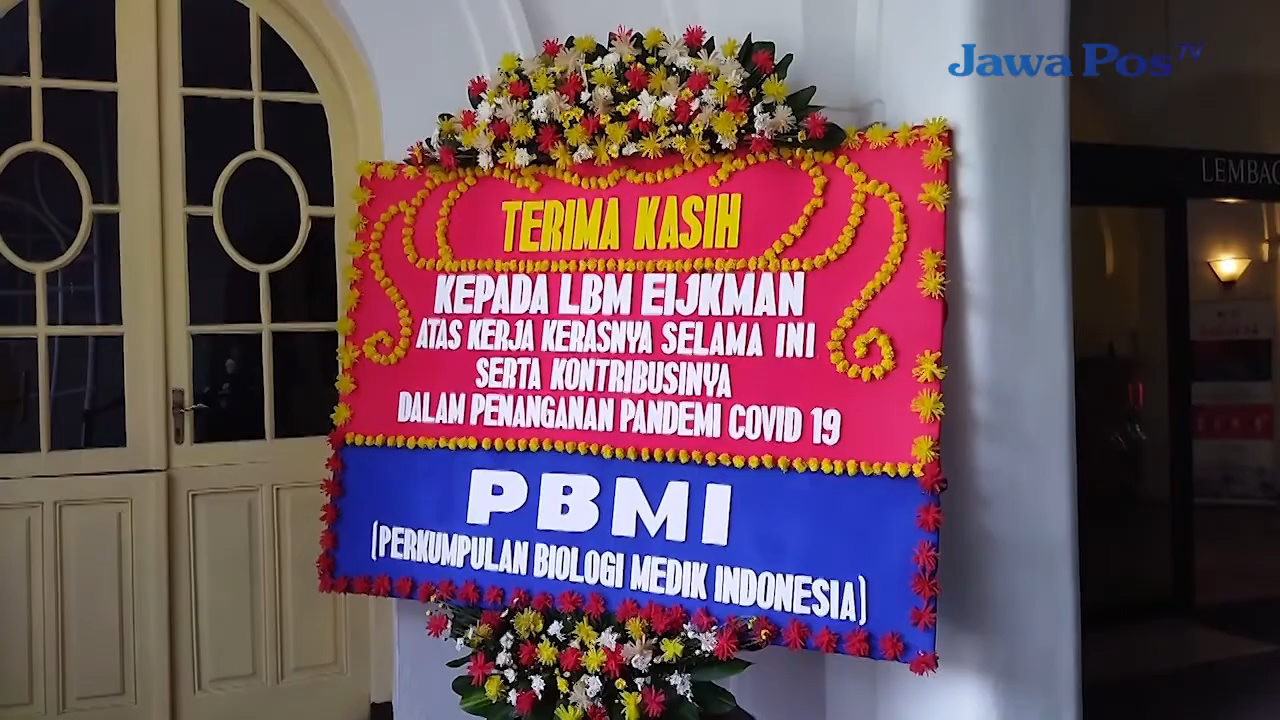 Jawa Pos TV
LEMBAG
TERIMA KASIH
KEPADA LBM EIJKMAN
ATAS KERJA KERASNYA SELAMA INI
SERTA KONTRIBUSINYA
DALAM PENANGANAN PANDEMI COVID 19
PBMI
(PERKUMPULAN BIOLOGI MEDIK INDONESIA)